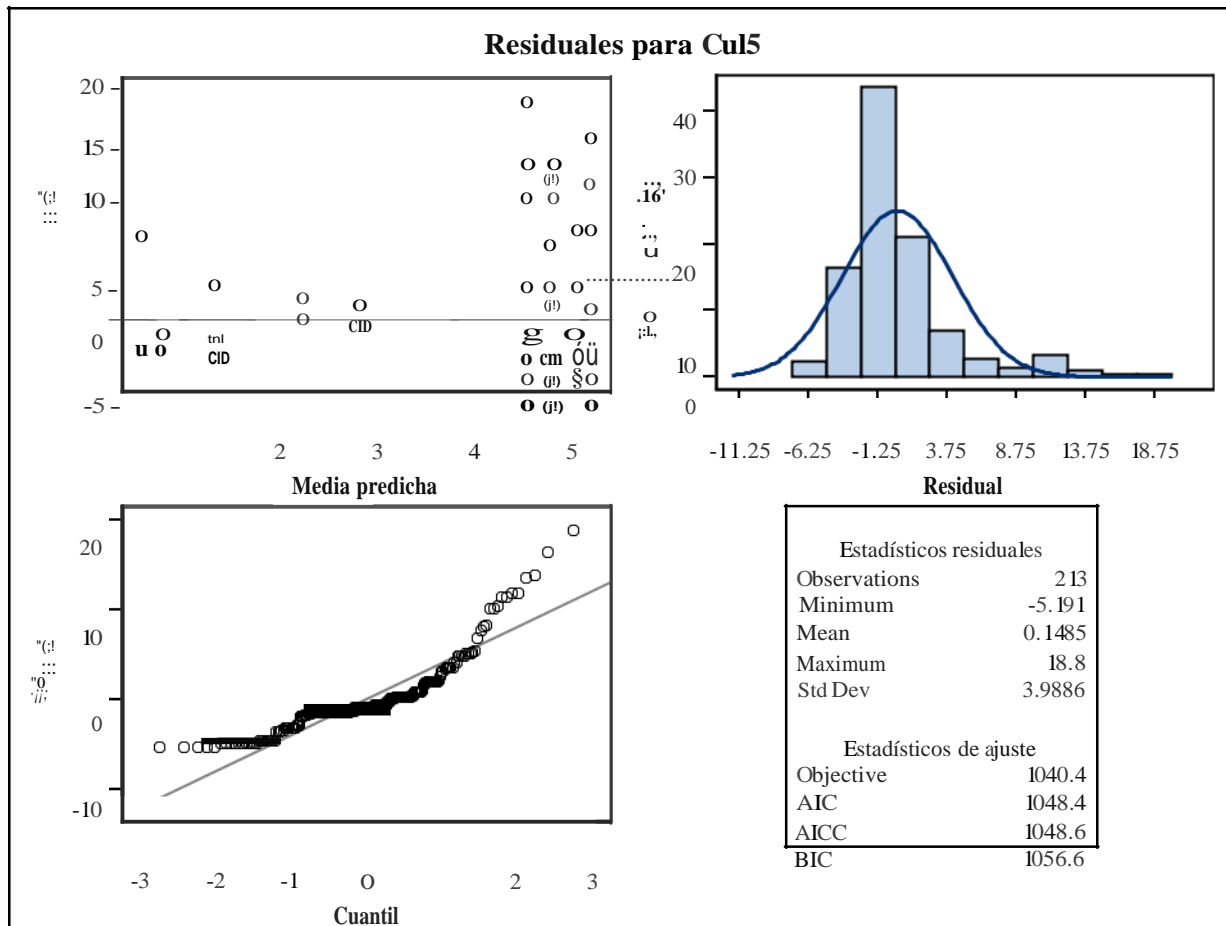 Residuales para Cul5
20
15
10
5
0
-5
2
3
4
5
Media predicha
40
30
20
10
0
-11.25 -6.25 -1.25 3.75 8.75 13.75 18.75
Residual
20
10
0
-10
-3 -2 -1 O 2 3
Cuantil
Estadísticos residuales
Observations 213
Minimum -5.191
Mean 0.1485
Maximum 18.8
Std Dev 3.9886
Estadísticos de ajuste
Objective 1040.4
AIC 1048.4
AICC 1048.6
BIC 1056.6